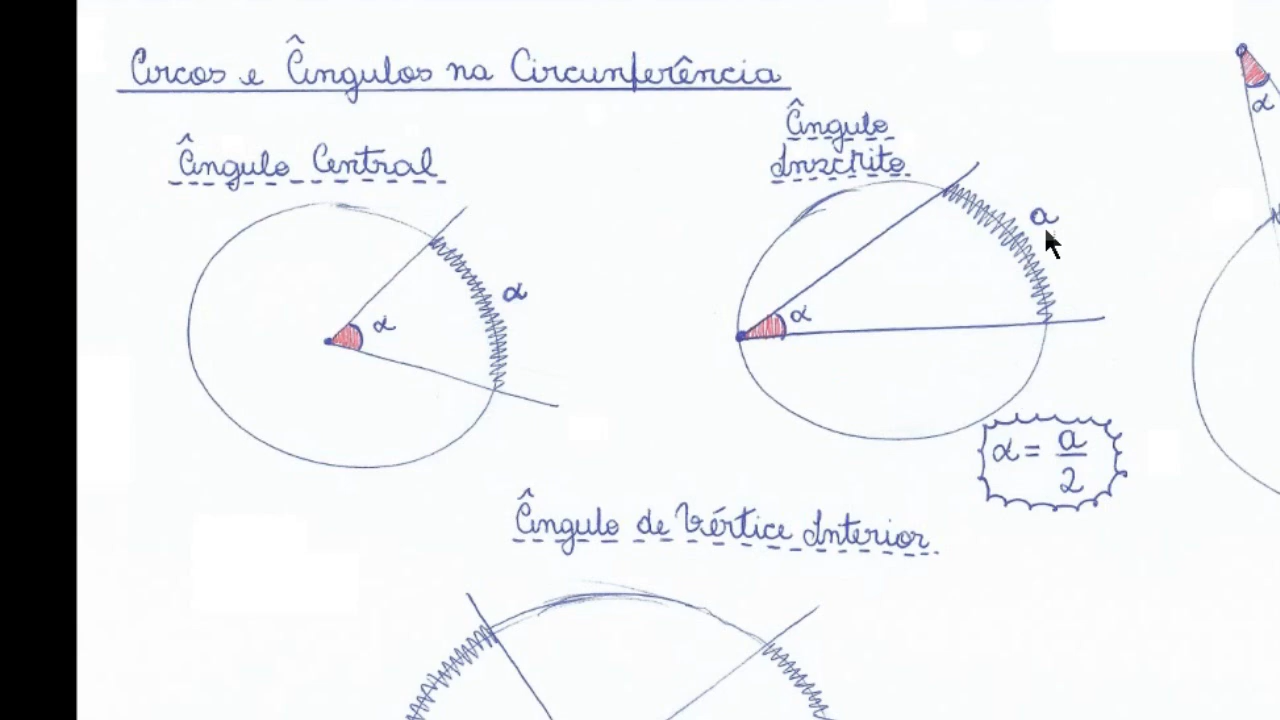 Arcos e Ângulos na Circunferência
Ângulo Central
α
α
Ângulo
Inscrito
a
α
α = a/2
α
Ângulo de Vértice Interior